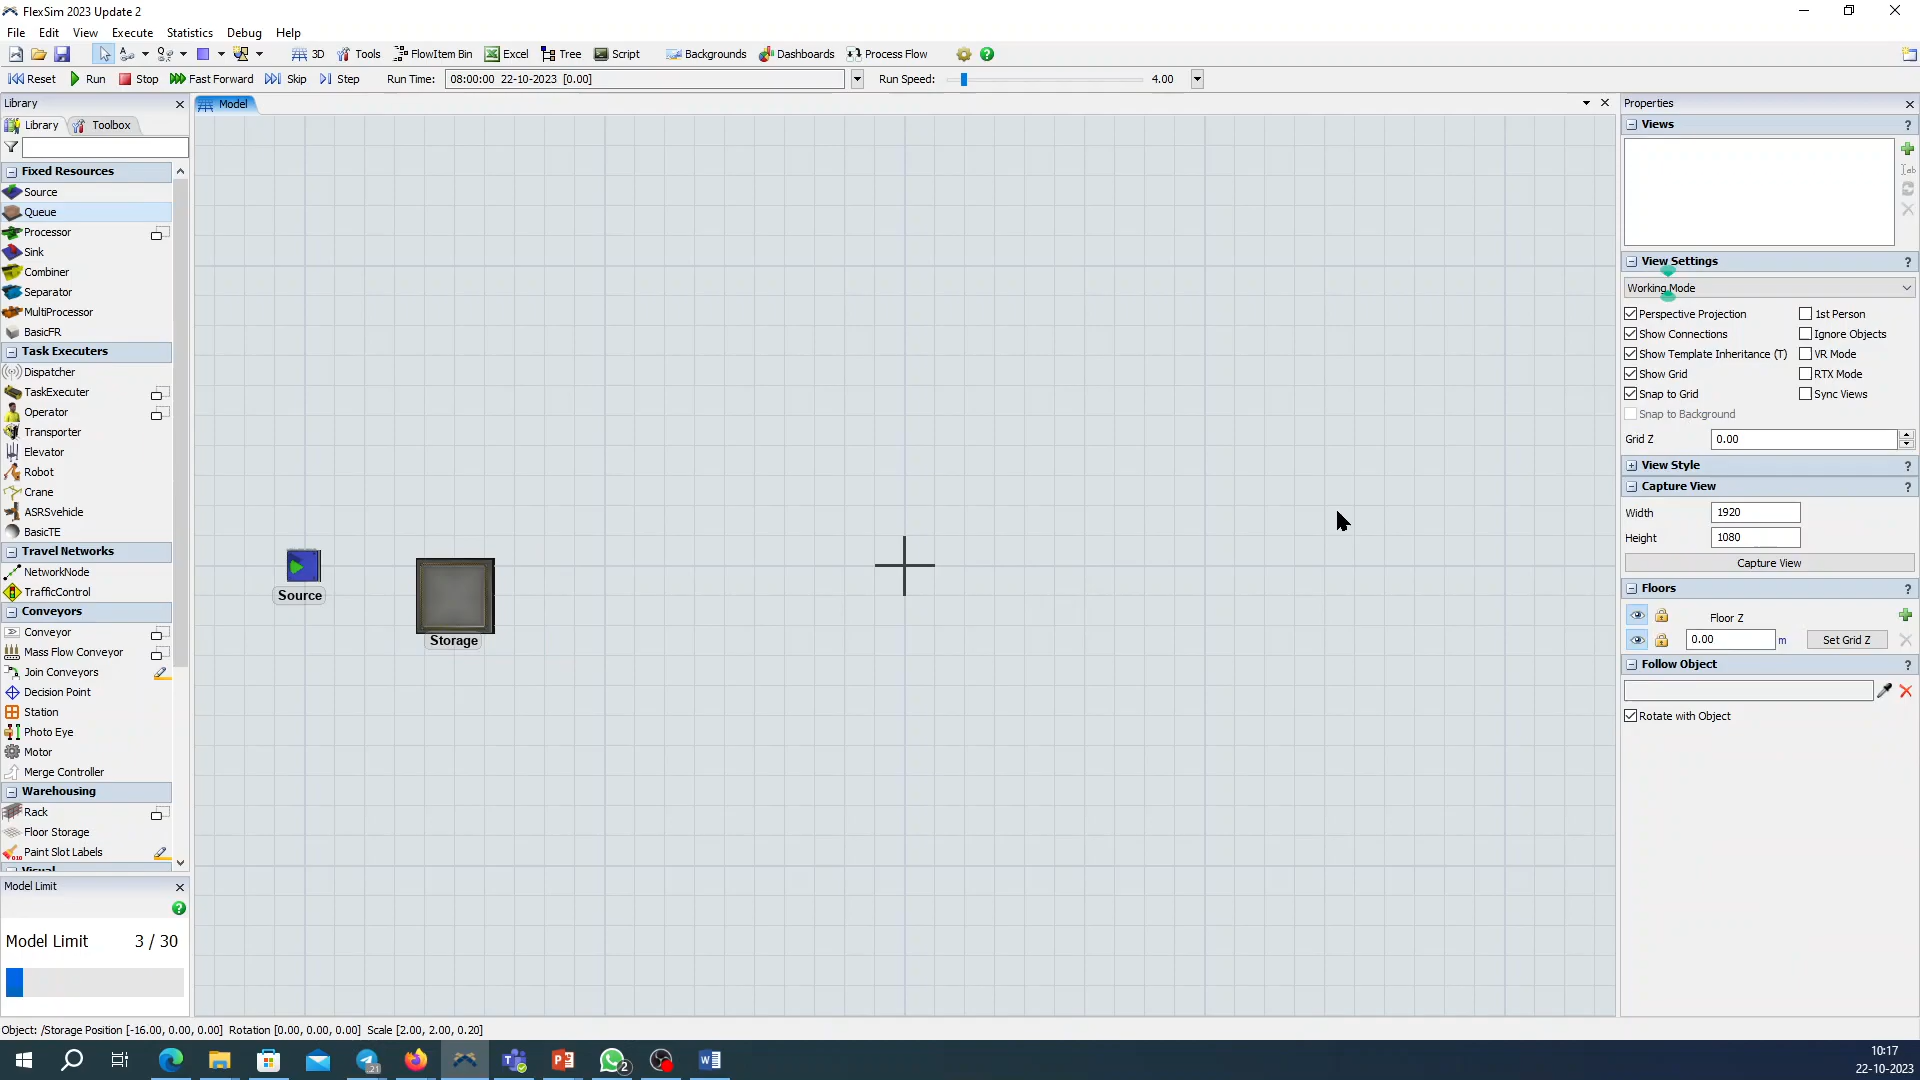 FlexSim 2023 Update 2
File Edit View Execute Statistics Debug Help
3D Tools FlowItem Bin Excel Tree Script Backgrounds Dashboards Process Flow
Reset Run Stop Fast Forward Skip Step Run Time: 08:00:00 22-10-2023 [0.00] Run Speed: 4.00
Library
Library Toolbox
Fixed Resources
Source
Queue
Processor
Sink
Combiner
Separator
MultiProcessor
BasicFR
Task Executers
Dispatcher
TaskExecuter
Operator
Transporter
Elevator
Robot
Crane
ASRSvehicle
BasicTE
Travel Networks
NetworkNode
TrafficControl
Conveyors
Conveyor
Mass Flow Conveyor
Join Conveyors
Decision Point
Station
Photo Eye
Motor
Merge Controller
Warehousing
Rack
Floor Storage
Paint Slot Labels
Visual
Model Limit
Model Limit 3 / 30
Model
Source
Storage
Properties
Views
View Settings
Working Mode
Perspective Projection 1st Person
Show Connections Ignore Objects
Show Template Inheritance (T) VR Mode
Show Grid RTX Mode
Snap to Grid Sync Views
Snap to Background
Grid Z 0.00
View Style
Capture View
Width 1920
Height 1080
Capture View
Floors
Floor Z
0.00 m Set Grid Z
Follow Object
Rotate with Object
Object: /Storage Position [-16.00, 0.00, 0.00] Rotation [0.00, 0.00, 0.00] Scale [2.00, 2.00, 0.20]
21
2
10:17
22-10-2023